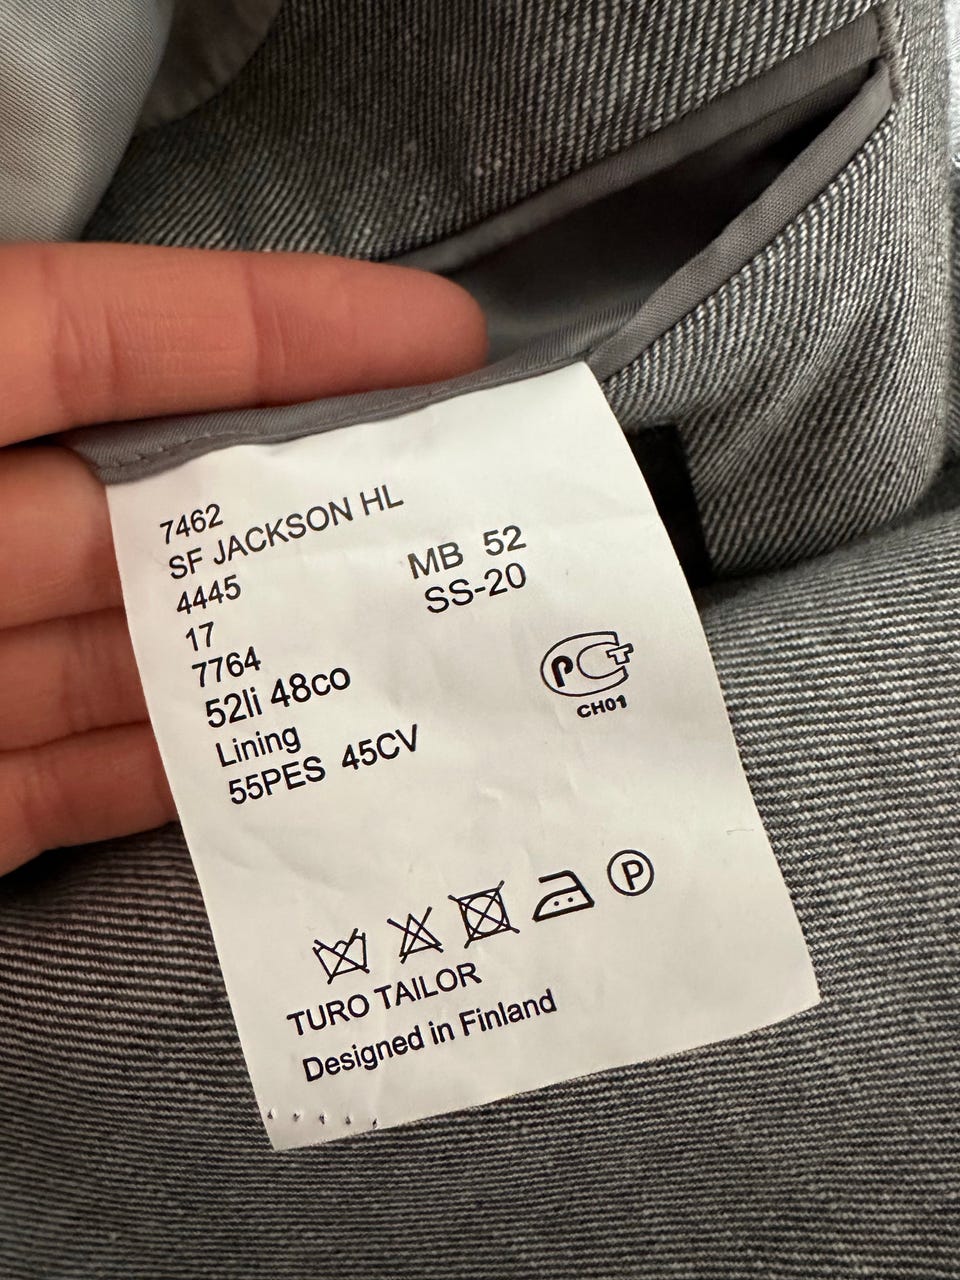 7462
SF JACKSON HL
4445
17
7764
52li 48co
Lining
55PES 45CV
MB 52
SS-20
РСТ
CH01
P
TURO TAILOR
Designed in Finland